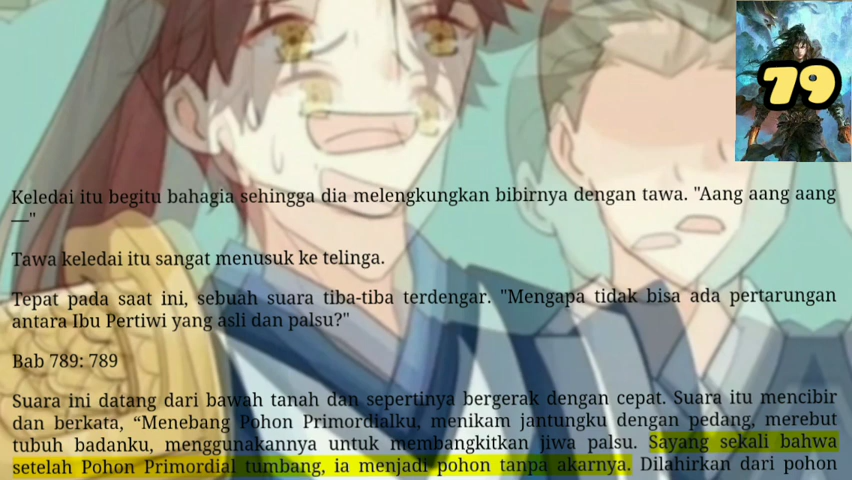 79
Keledai itu begitu bahagia sehingga dia melengkungkan bibirnya dengan tawa. "Aang aang aang
—"
Tawa keledai itu sangat menusuk ke telinga.
Tepat pada saat ini, sebuah suara tiba-tiba terdengar. "Mengapa tidak bisa ada pertarungan
antara Ibu Pertiwi yang asli dan palsu?"
Bab 789: 789
Suara ini datang dari bawah tanah dan sepertinya bergerak dengan cepat. Suara itu mencibir
dan berkata, “Menebang Pohon Primordialku, menikam jantungku dengan pedang, merebut
tubuh badanku, menggunakannya untuk membangkitkan jiwa palsu. Sayang sekali bahwa
setelah Pohon Primordial tumbang, ia menjadi pohon tanpa akarnya. Dilahirkan dari pohon